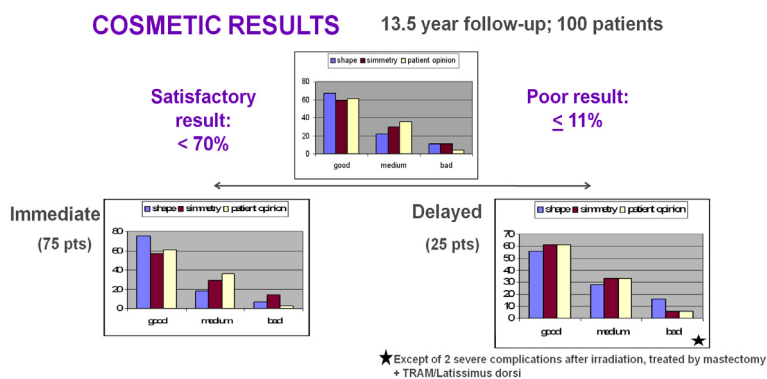 COSMETIC RESULTS 13.5 year follow-up; 100 patients
Satisfactory
result:
< 70%
shape simmetry patient opinion
80
60
40
20
0
good medium bad
Poor result:
< 11%
Immediate
(75 pts)
shape simmetry patient opinion
80
60
40
20
0
good medium bad
Delayed
(25 pts)
shape simmetry patient opinion
70
60
50
40
30
20
10
0
good medium bad
★Except of 2 severe complications after irradiation, treated by mastectomy
+ TRAM/Latissimus dorsi